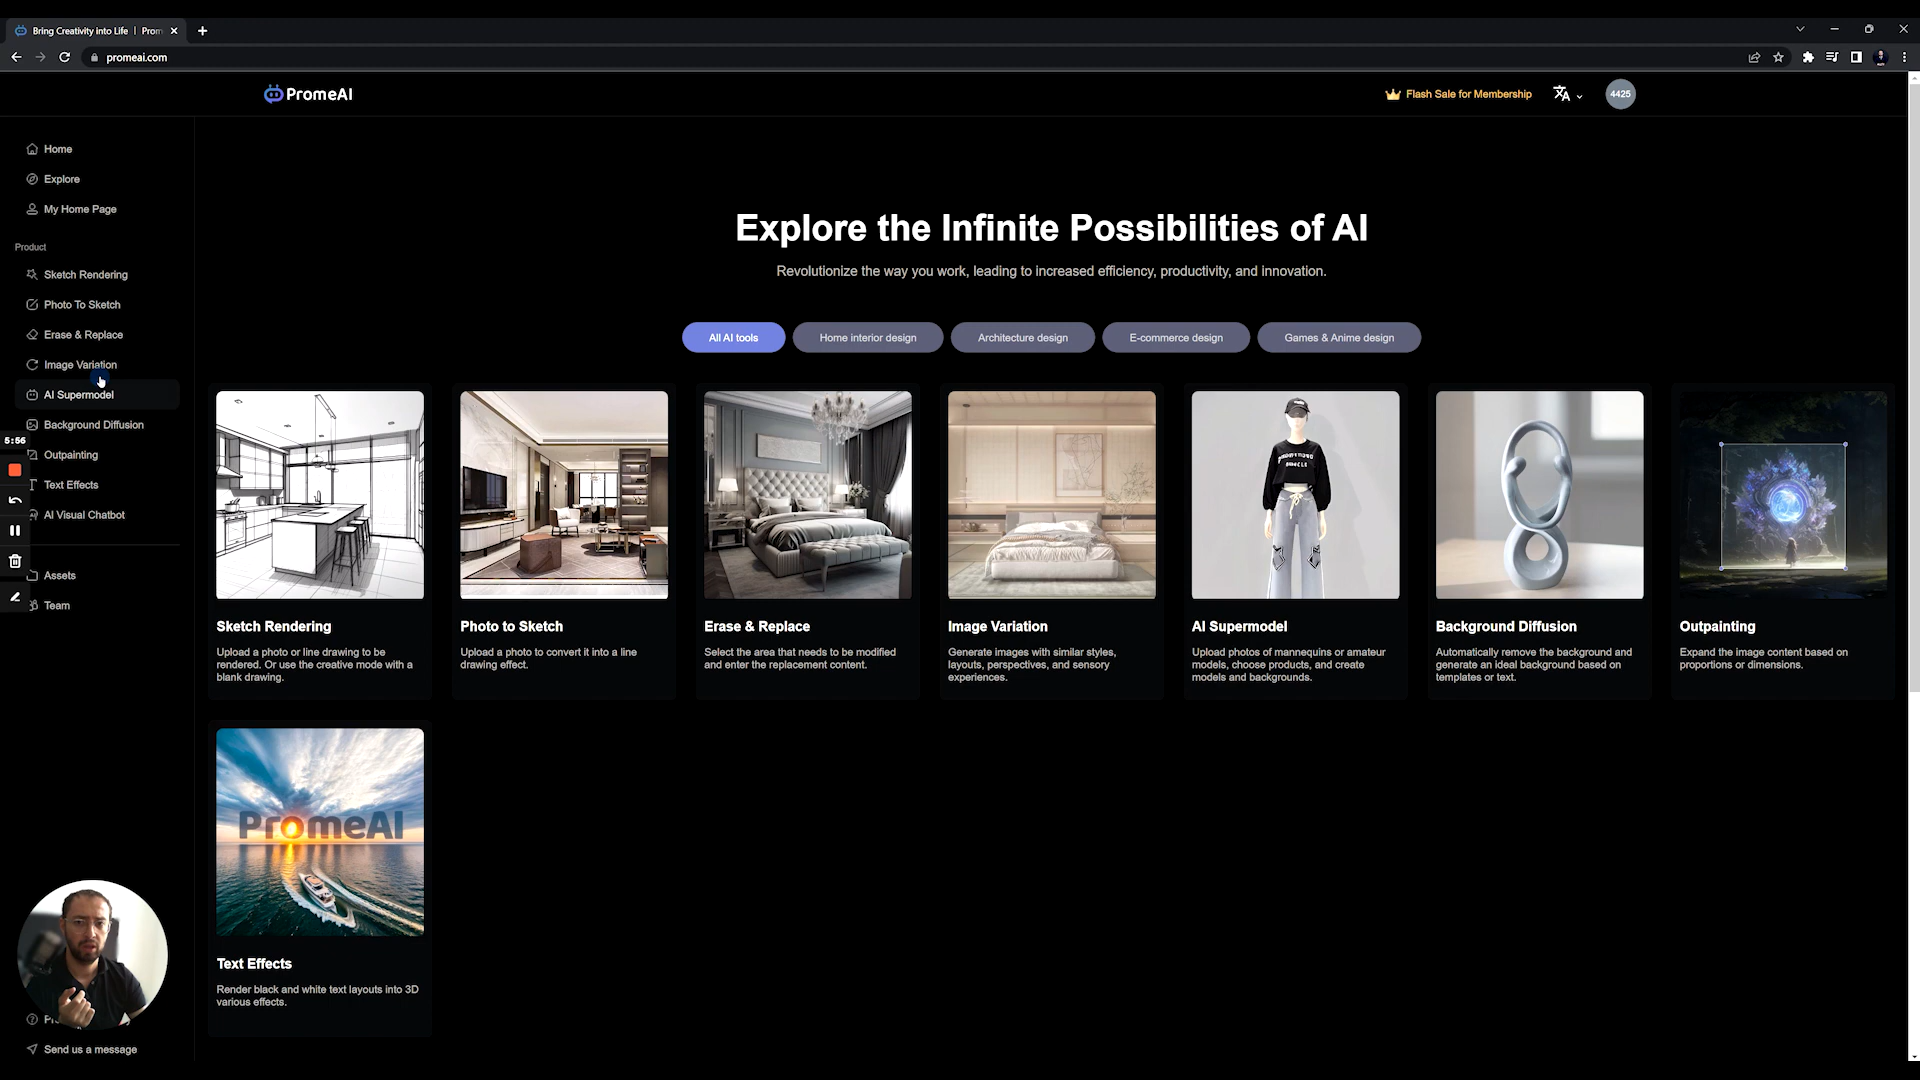 Bring Creativity into Life | Prom
promeai.com
PromeAI
Flash Sale for Membership
4425
Home
Explore
My Home Page
Product
Sketch Rendering
Photo To Sketch
Erase & Replace
Image Variation
AI Supermodel
Background Diffusion
5:56
Outpainting
Text Effects
AI Visual Chatbot
Assets
Team
Send us a message
Explore the Infinite Possibilities of AI
Revolutionize the way you work, leading to increased efficiency, productivity, and innovation.
All AI tools
Home interior design
Architecture design
E-commerce design
Games & Anime design
Sketch Rendering
Upload a photo or line drawing to be
rendered. Or use the creative mode with a
blank drawing.
Photo to Sketch
Upload a photo to convert it into a line
drawing effect.
Erase & Replace
Select the area that needs to be modified
and enter the replacement content.
Image Variation
Generate images with similar styles,
layouts, perspectives, and sensory
experiences.
AI Supermodel
Upload photos of mannequins or amateur
models, choose products, and create
models and backgrounds.
Background Diffusion
Automatically remove the background and
generate an ideal background based on
templates or text.
Outpainting
Expand the image content based on
proportions or dimensions.
PromeAI
Text Effects
Render black and white text layouts into 3D
various effects.